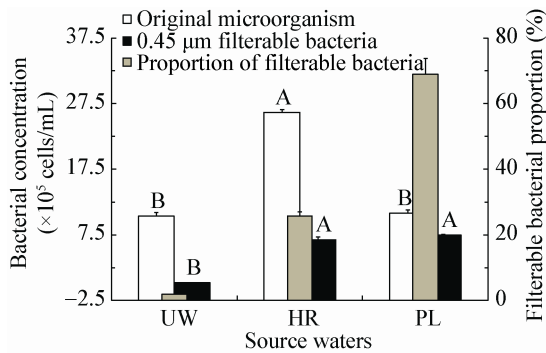 Original microorganism
0.45 μm filterable bacteria
Proportion of filterable bacteria
Bacterial concentration
(×10⁵ cells/mL)
37.5
27.5
17.5
7.5
−2.5
B
B
A
A
B
A
80
60
40
20
0
Filterable bacterial proportion (%)
UW
HR
PL
Source waters